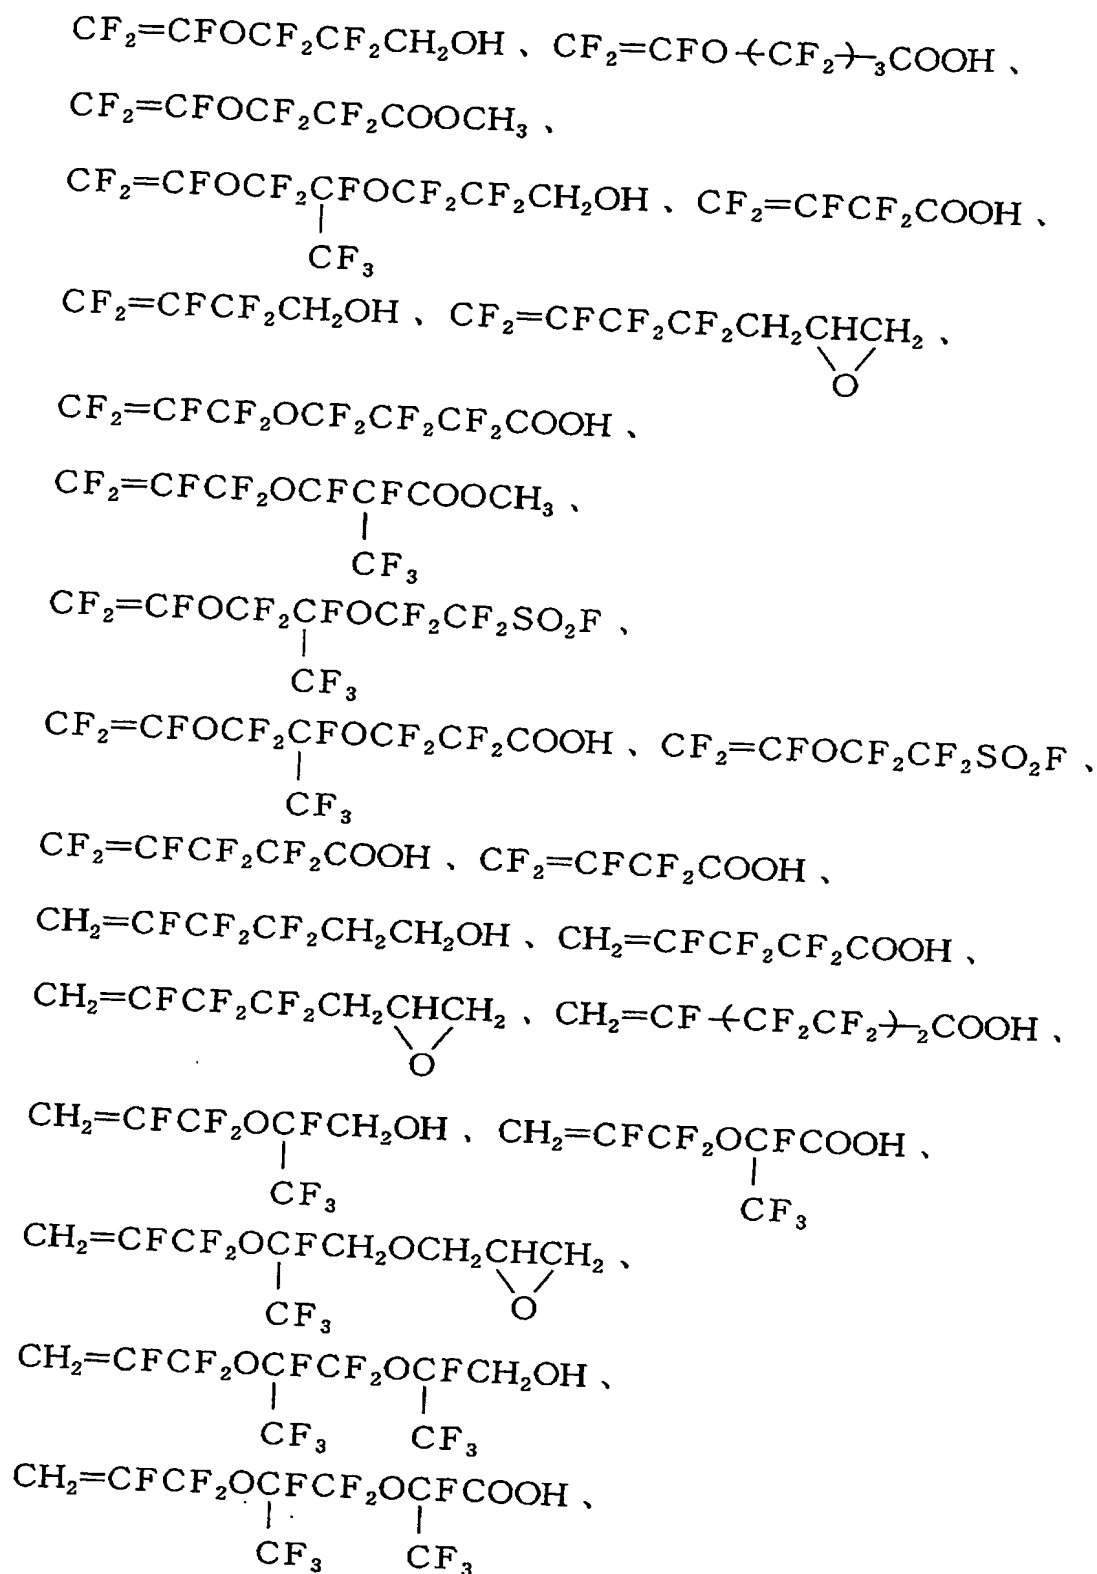 CF₂=CFOCF₂CF₂CH₂OH、CF₂=CFO-(CF₂)-₃COOH、
CF₂=CFOCF₂CF₂COOCH₃、
CF₂=CFOCF₂CFOCF₂CF₂CH₂OH、CF₂=CFCF₂COOH、
CF₃
CF₂=CFCF₂CH₂OH、CF₂=CFCF₂CF₂CH₂CHCH₂、
O
CF₂=CFCF₂OCF₂CF₂CF₂COOH、
CF₂=CFCF₂OCFCFCOOCH₃、
CF₃
CF₂=CFOCF₂CFOCF₂CF₂SO₂F、
CF₃
CF₂=CFOCF₂CFOCF₂CF₂COOH、CF₂=CFOCF₂CF₂SO₂F、
CF₃
CF₂=CFCF₂CF₂COOH、CF₂=CFCF₂COOH、
CH₂=CFCF₂CF₂CH₂CH₂OH、CH₂=CFCF₂CF₂COOH、
CH₂=CFCF₂CF₂CH₂CHCH₂、CH₂=CF-(CF₂CF₂)-₂COOH、
O
CH₂=CFCF₂OCFCH₂OH、CH₂=CFCF₂OCFCOOH、
CF₃ CF₃
CH₂=CFCF₂OCFCH₂OCH₂CHCH₂、
CF₃ O
CH₂=CFCF₂OCFCF₂OCFCH₂OH、
CF₃ CF₃
CH₂=CFCF₂OCFCF₂OCFCOOH、
CF₃ CF₃